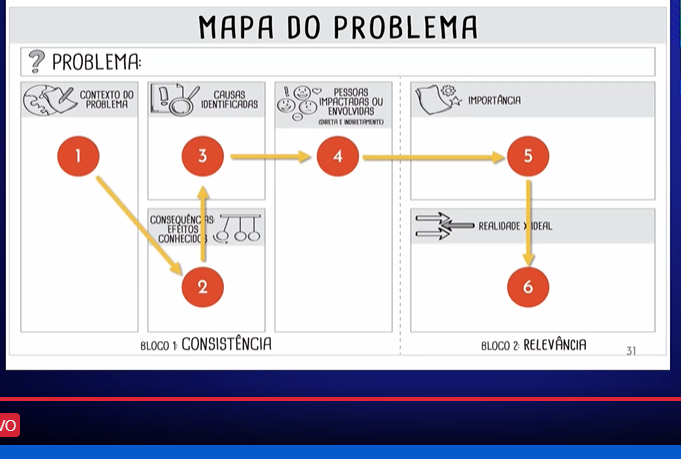 MAPA DO PROBLEMA
? PROBLEMA:
CONTEXTO DO
PROBLEMA
1
CAUSAS
IDENTIFICADAS
3
CONSEQUÊNCIAS
EFEITOS
CONHECIDOS
2
PESSOAS
IMPACTADAS OU
ENVOLVIDAS
(DIRETA E INDIRETAMENTE)
4
IMPORTÂNCIA
5
REALIDADE X IDEAL
6
BLOCO 1: CONSISTÊNCIA
BLOCO 2: RELEVÂNCIA
31
VO